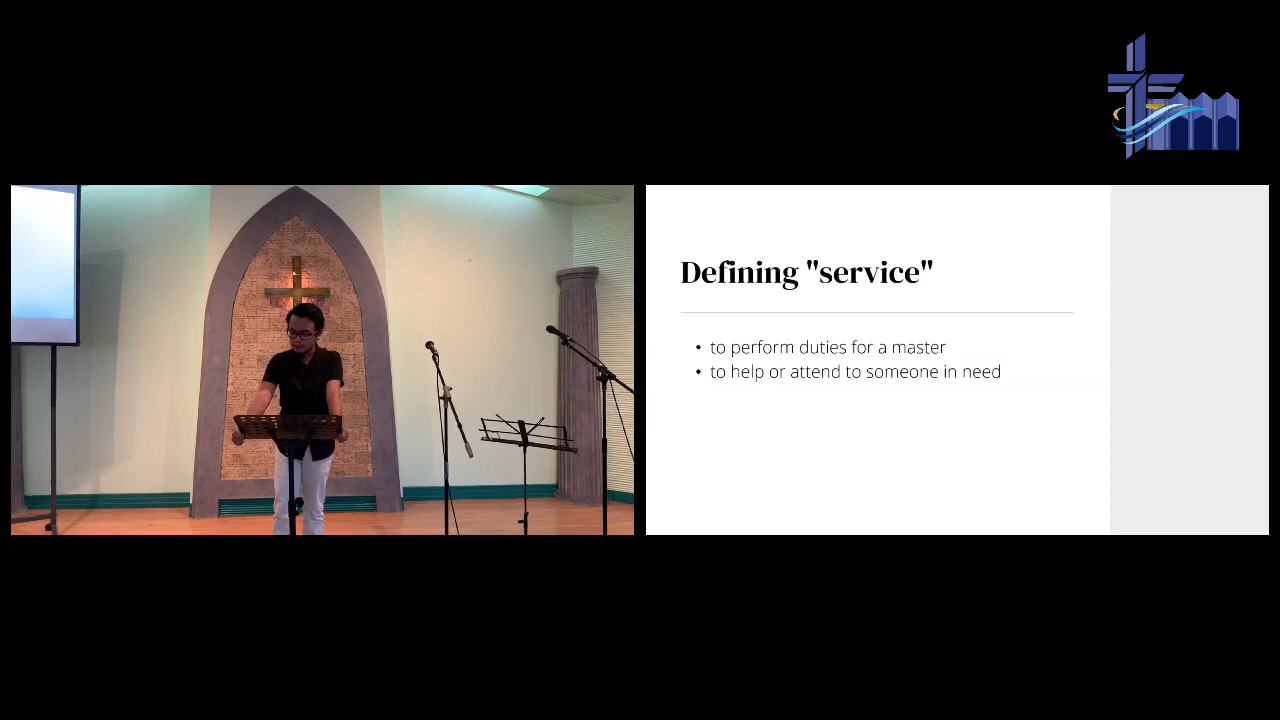 Defining "service"
• to perform duties for a master
• to help or attend to someone in need